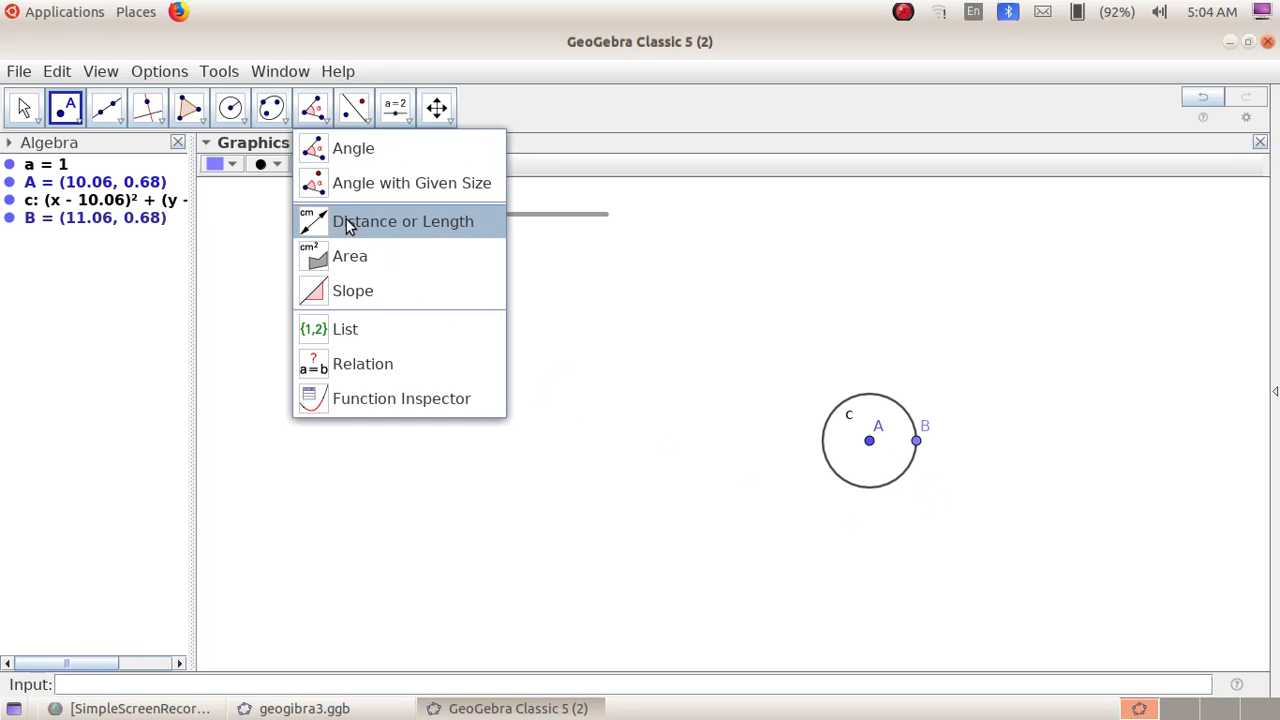 Applications Places En (92%) 5:04 AM
GeoGebra Classic 5 (2)
File Edit View Options Tools Window Help
A a=2
Algebra Graphics
a = 1
A = (10.06, 0.68)
c: (x - 10.06)² + (y -
B = (11.06, 0.68)
Angle
Angle with Given Size
cm Distance or Length
cm² Area
Slope
{1,2} List
? a=b Relation
Function Inspector
c A B
Input:
[SimpleScreenRecor... geogibra3.ggb GeoGebra Classic 5 (2)